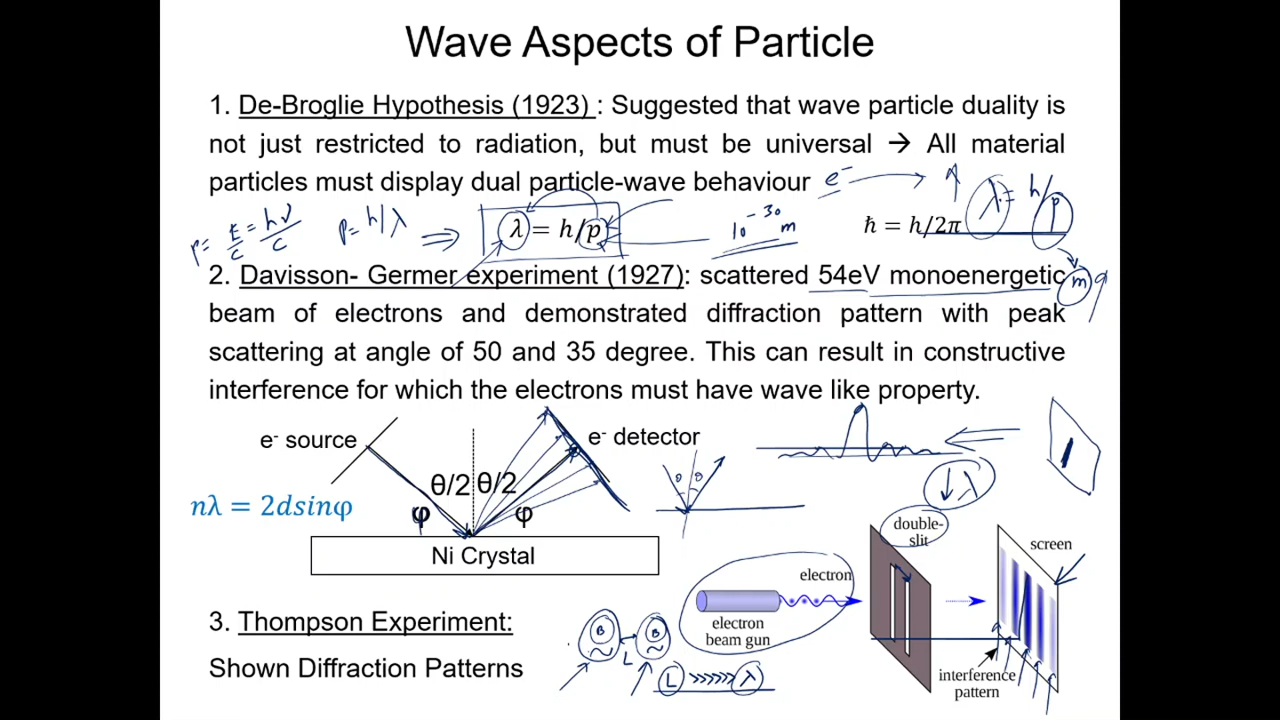 Wave Aspects of Particle
1. De-Broglie Hypothesis (1923) : Suggested that wave particle duality is
not just restricted to radiation, but must be universal → All material
particles must display dual particle-wave behaviour e⁻ → ↑ λ = h/p
p = E/c = hν/c p = h/λ ⇒ λ = h/p 10⁻³⁰ m ħ = h/2π
2. Davisson- Germer experiment (1927): scattered 54eV monoenergetic m ↑
beam of electrons and demonstrated diffraction pattern with peak
scattering at angle of 50 and 35 degree. This can result in constructive
interference for which the electrons must have wave like property.
e⁻ source
e⁻ detector
θ/2 θ/2
θ θ
nλ = 2dsinφ
φ φ
Ni Crystal
↓ λ
double-
slit
screen
electron
electron
beam gun
interference
pattern
3. Thompson Experiment:
Shown Diffraction Patterns
B B
L
L >>>>>> λ